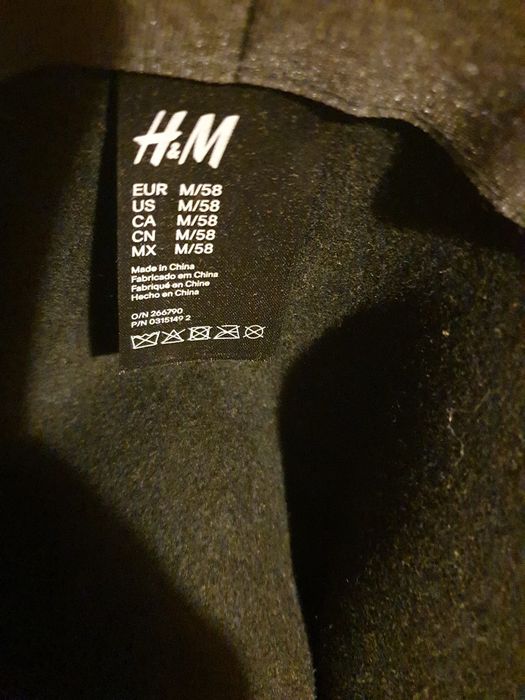 H&M
EUR M/58
US M/58
CA M/58
CN M/58
MX M/58
Made in China
Fabricado em China
Fabriqué en Chine
Hecho en China
O/N 266790
P/N 0315149 2